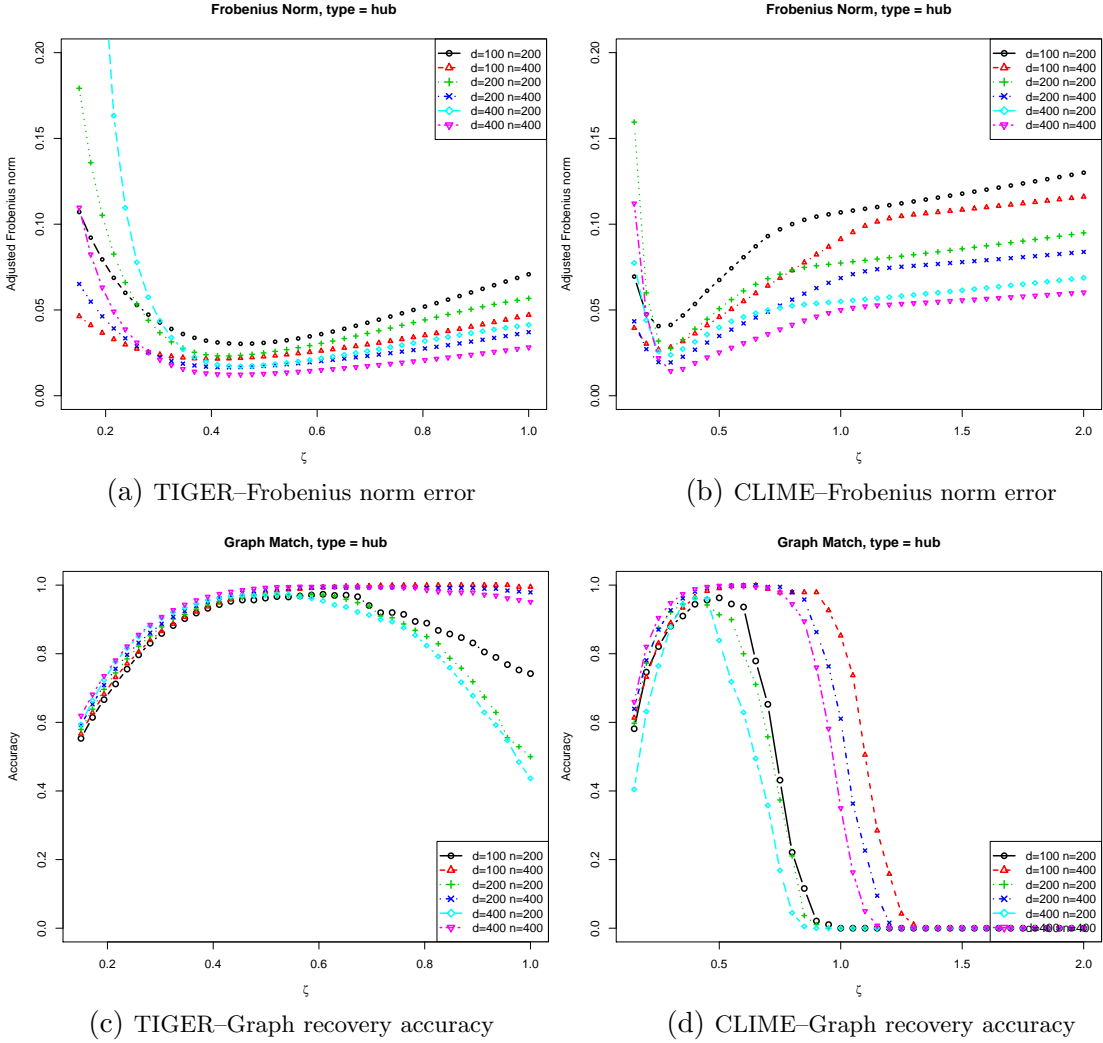 Frobenius Norm, type = hub
Adjusted Frobenius norm
0.20
0.15
0.10
0.05
0.00
d=100 n=200
d=100 n=400
d=200 n=200
d=200 n=400
d=400 n=200
d=400 n=400
0.2 0.4 0.6 0.8 1.0
ζ
(a) TIGER–Frobenius norm error
Frobenius Norm, type = hub
Adjusted Frobenius norm
0.20
0.15
0.10
0.05
0.00
d=100 n=200
d=100 n=400
d=200 n=200
d=200 n=400
d=400 n=200
d=400 n=400
0.5 1.0 1.5 2.0
ζ
(b) CLIME–Frobenius norm error
Graph Match, type = hub
Accuracy
1.0
0.8
0.6
0.4
0.2
0.0
d=100 n=200
d=100 n=400
d=200 n=200
d=200 n=400
d=400 n=200
d=400 n=400
0.2 0.4 0.6 0.8 1.0
ζ
(c) TIGER–Graph recovery accuracy
Graph Match, type = hub
Accuracy
1.0
0.8
0.6
0.4
0.2
0.0
d=100 n=200
d=100 n=400
d=200 n=200
d=200 n=400
d=400 n=200
d=400 n=400
0.5 1.0 1.5 2.0
ζ
(d) CLIME–Graph recovery accuracy